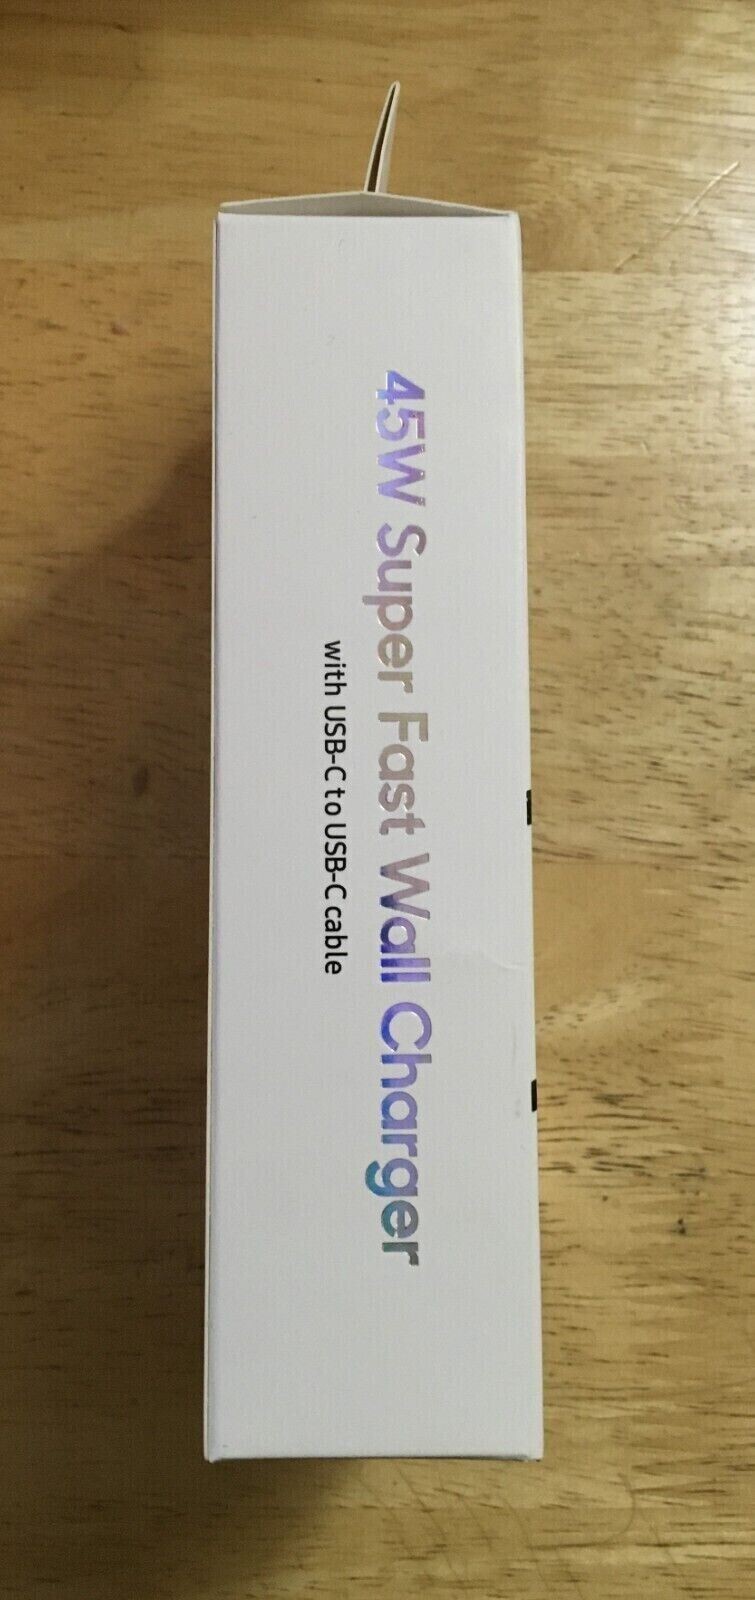 45W Super Fast Wall Charger
with USB-C to USB-C cable